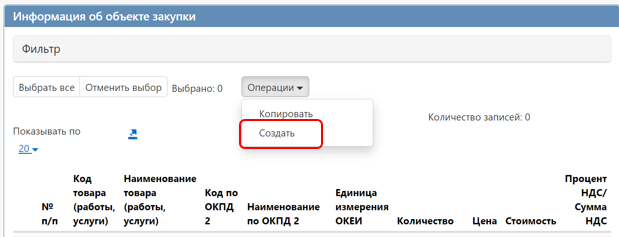 Информация об объекте закупки
Фильтр
Выбрать все Отменить выбор Выбрано: 0 Операции
Копировать
Создать
Количество записей: 0
Показывать по
20
№ п/п
Код товара (работы, услуги)
Наименование товара (работы, услуги)
Код по ОКПД 2
Наименование по ОКПД 2
Единица измерения ОКЕИ
Количество
Цена
Стоимость
Процент НДС/ Сумма НДС